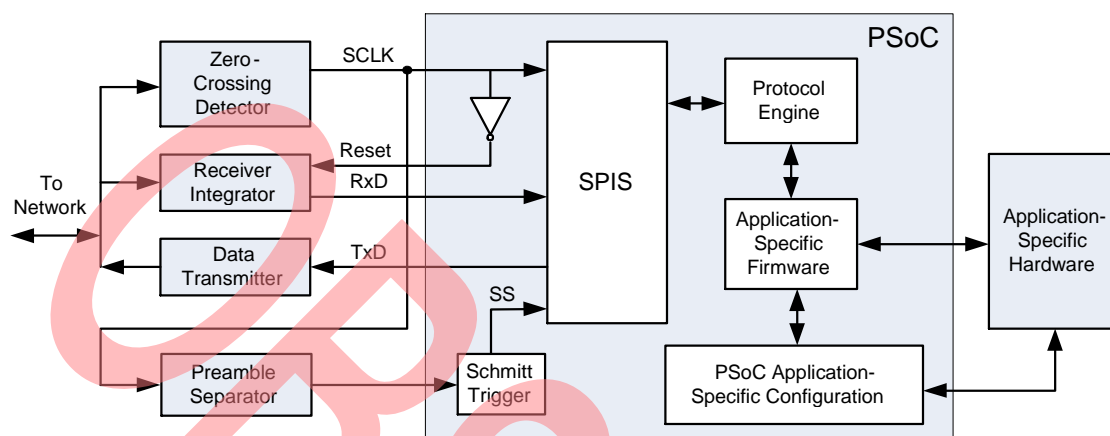 PSoC
Zero-
Crossing
Detector
SCLK
Protocol
Engine
Reset
Receiver
Integrator
RxD
SPIS
To
Network
Application-
Specific
Firmware
Application-
Specific
Hardware
Data
Transmitter
TxD
SS
Preamble
Separator
Schmitt
Trigger
PSoC Application-
Specific Configuration